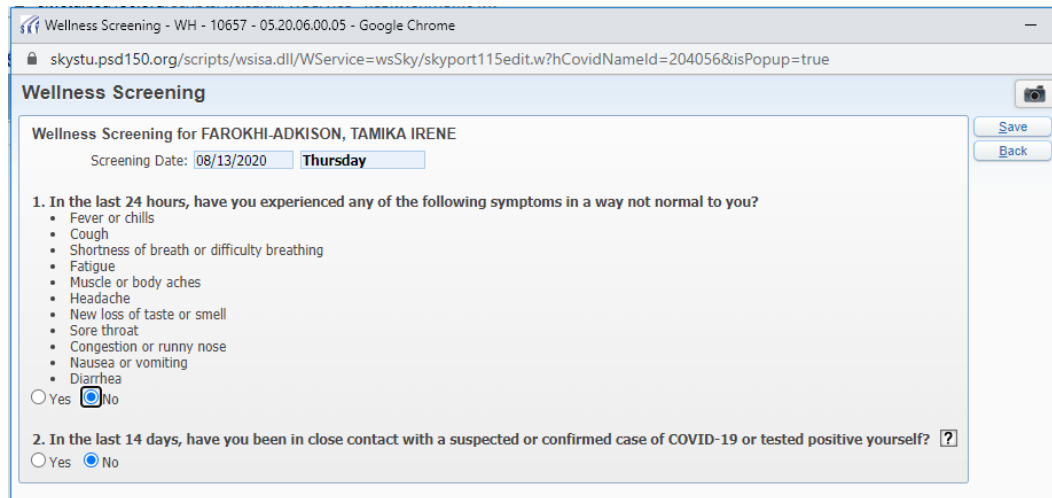 Wellness Screening - WH - 10657 - 05.20.06.00.05 - Google Chrome
skystu.psd150.org/scripts/wsisa.dll/WService=wsSky/skyport115edit.w?hCovidNameId=204056&isPopup=true
Wellness Screening
Wellness Screening for FAROKHI-ADKISON, TAMIKA IRENE
Save
Screening Date: 08/13/2020 Thursday
Back
1. In the last 24 hours, have you experienced any of the following symptoms in a way not normal to you?
• Fever or chills
• Cough
• Shortness of breath or difficulty breathing
• Fatigue
• Muscle or body aches
• Headache
• New loss of taste or smell
• Sore throat
• Congestion or runny nose
• Nausea or vomiting
• Diarrhea
Yes No
2. In the last 14 days, have you been in close contact with a suspected or confirmed case of COVID-19 or tested positive yourself? ?
Yes No